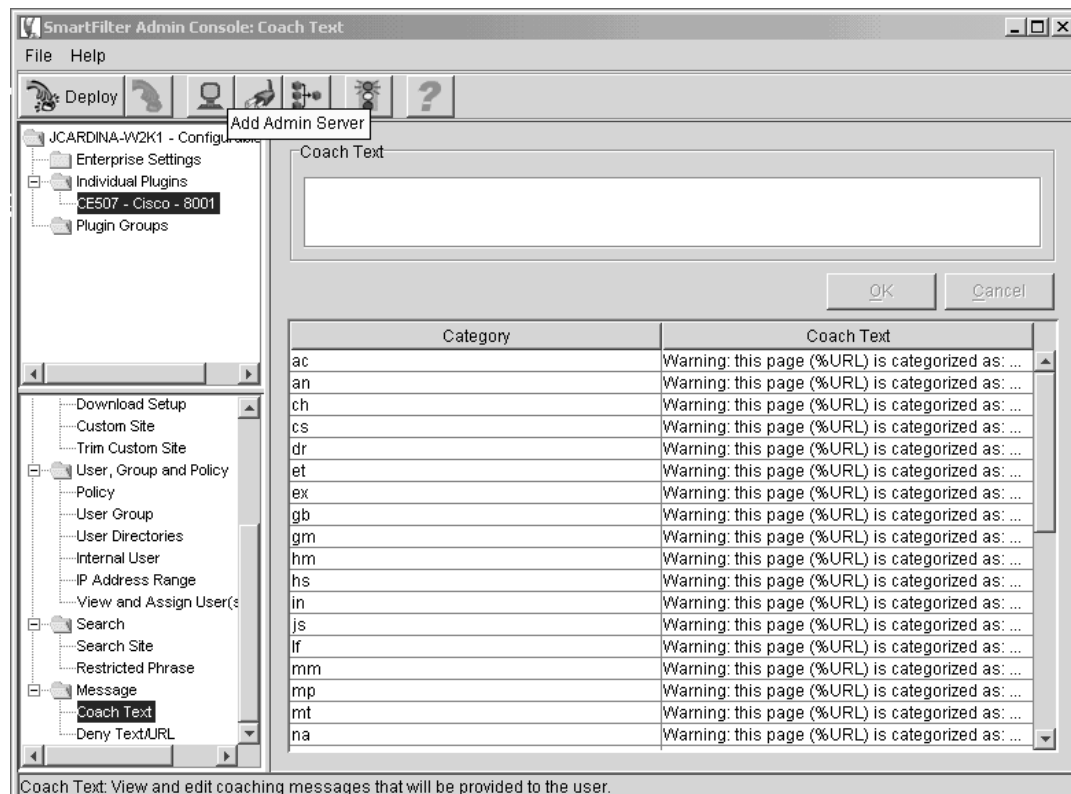 SmartFilter Admin Console: Coach Text
File Help
Deploy
Add Admin Server
JCARDINA-W2K1 - Configurable
Enterprise Settings
Individual Plugins
CE507 - Cisco - 8001
Plugin Groups
Download Setup
Custom Site
Trim Custom Site
User, Group and Policy
Policy
User Group
User Directories
Internal User
IP Address Range
View and Assign User(s
Search
Search Site
Restricted Phrase
Message
Coach Text
Deny Text/URL
Coach Text
OK Cancel
Category Coach Text
ac Warning: this page (%URL) is categorized as: ...
an Warning: this page (%URL) is categorized as: ...
ch Warning: this page (%URL) is categorized as: ...
cs Warning: this page (%URL) is categorized as: ...
dr Warning: this page (%URL) is categorized as: ...
et Warning: this page (%URL) is categorized as: ...
ex Warning: this page (%URL) is categorized as: ...
gb Warning: this page (%URL) is categorized as: ...
gm Warning: this page (%URL) is categorized as: ...
hm Warning: this page (%URL) is categorized as: ...
hs Warning: this page (%URL) is categorized as: ...
in Warning: this page (%URL) is categorized as: ...
js Warning: this page (%URL) is categorized as: ...
lf Warning: this page (%URL) is categorized as: ...
mm Warning: this page (%URL) is categorized as: ...
mp Warning: this page (%URL) is categorized as: ...
mt Warning: this page (%URL) is categorized as: ...
na Warning: this page (%URL) is categorized as: ...
Coach Text: View and edit coaching messages that will be provided to the user.